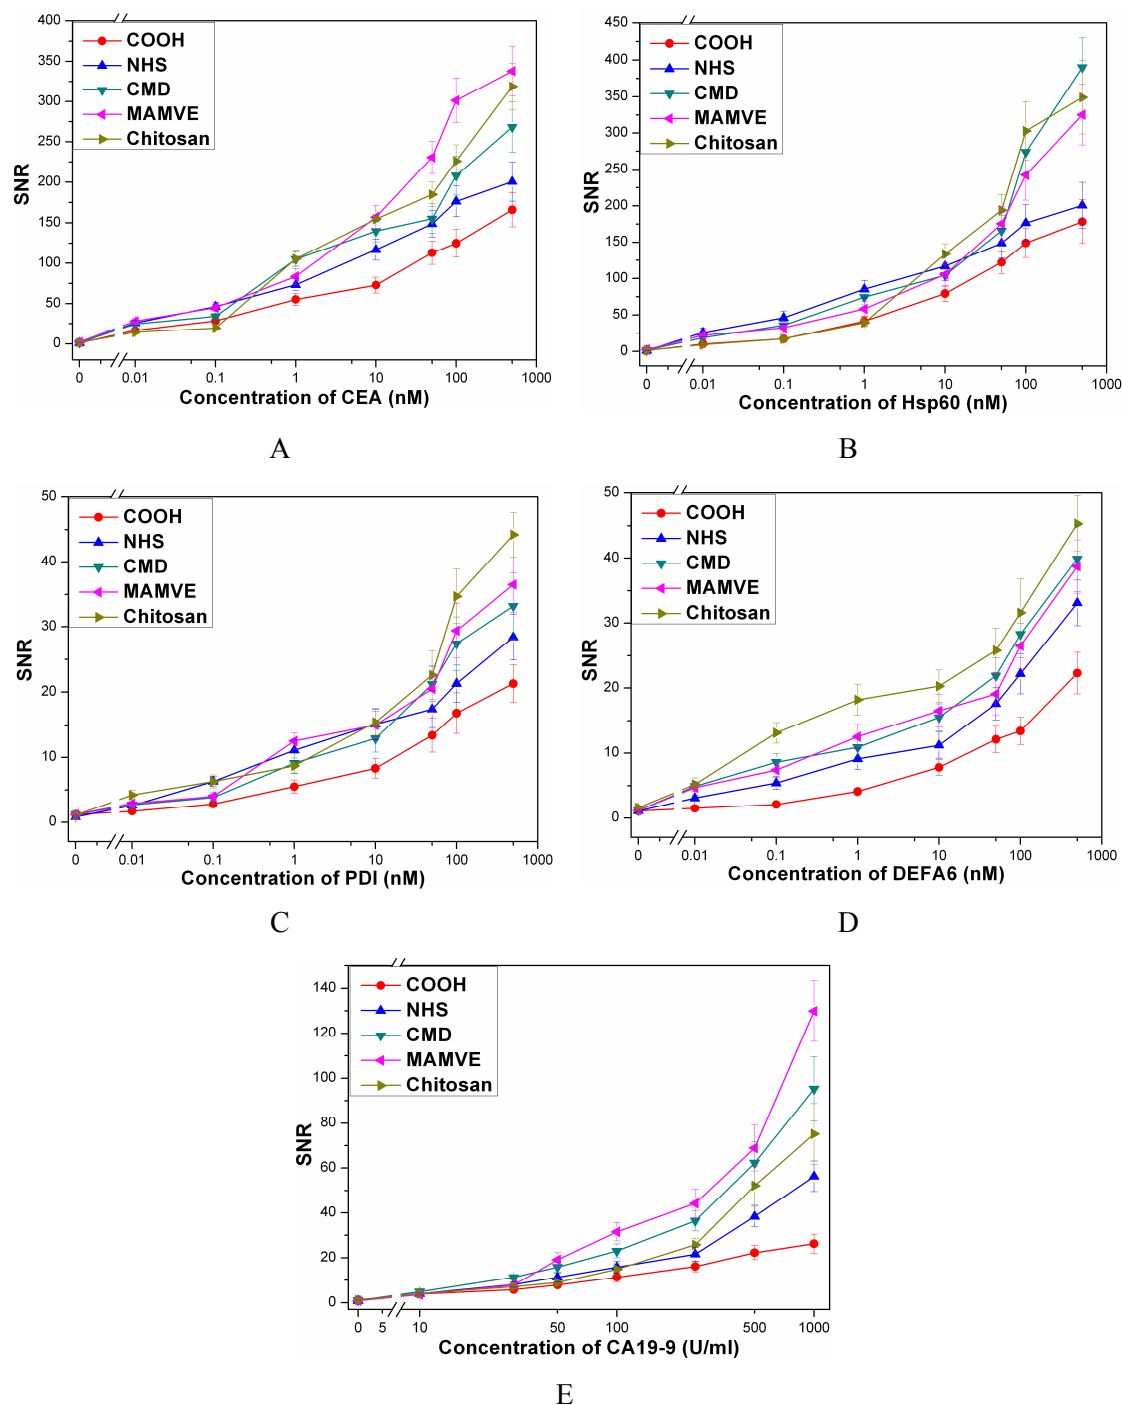 400
350
300
250
200
150
100
50
0
SNR
COOH
NHS
CMD
MAMVE
Chitosan
0 0.01 0.1 1 10 100 1000
Concentration of CEA (nM)
A
450
400
350
300
250
200
150
100
50
0
SNR
COOH
NHS
CMD
MAMVE
Chitosan
0 0.01 0.1 1 10 100 1000
Concentration of Hsp60 (nM)
B
50
40
30
20
10
0
SNR
COOH
NHS
CMD
MAMVE
Chitosan
0 0.01 0.1 1 10 100 1000
Concentration of PDI (nM)
C
50
40
30
20
10
0
SNR
COOH
NHS
CMD
MAMVE
Chitosan
0 0.01 0.1 1 10 100 1000
Concentration of DEFA6 (nM)
D
140
120
100
80
60
40
20
0
SNR
COOH
NHS
CMD
MAMVE
Chitosan
0 5 10 50 100 500 1000
Concentration of CA19-9 (U/ml)
E